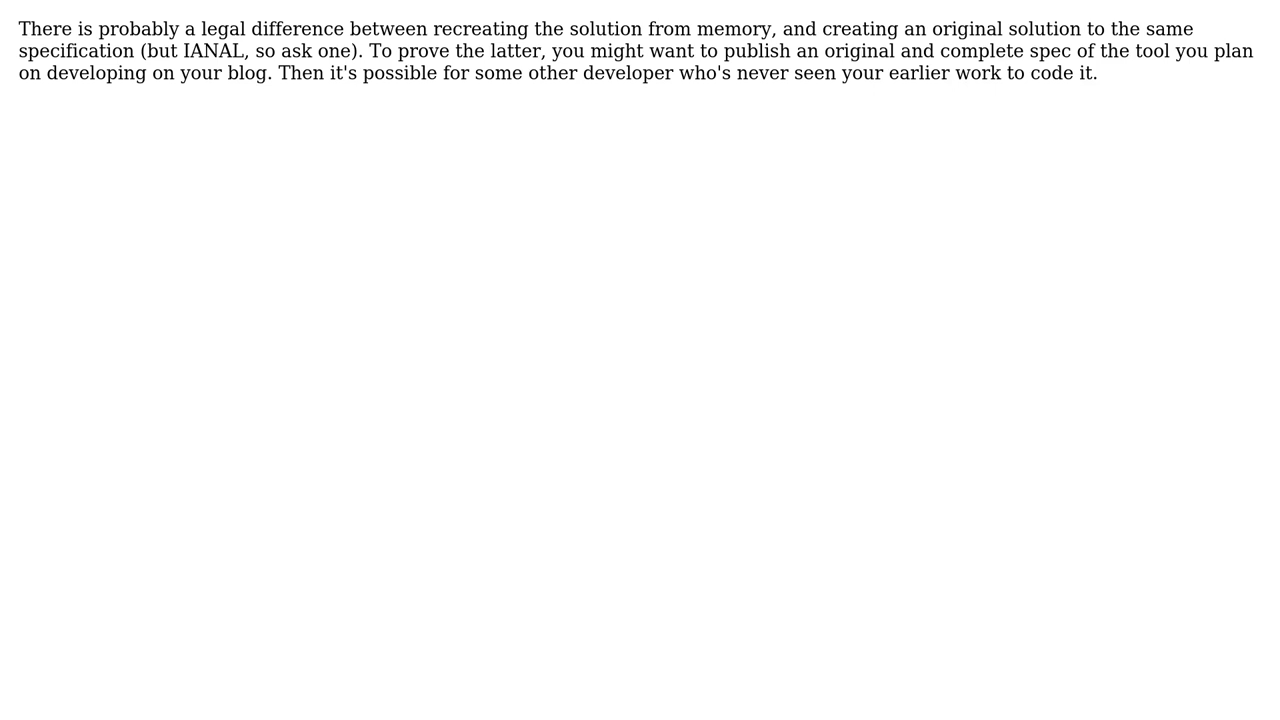 There is probably a legal difference between recreating the solution from memory, and creating an original solution to the same
specification (but IANAL, so ask one). To prove the latter, you might want to publish an original and complete spec of the tool you plan
on developing on your blog. Then it's possible for some other developer who's never seen your earlier work to code it.